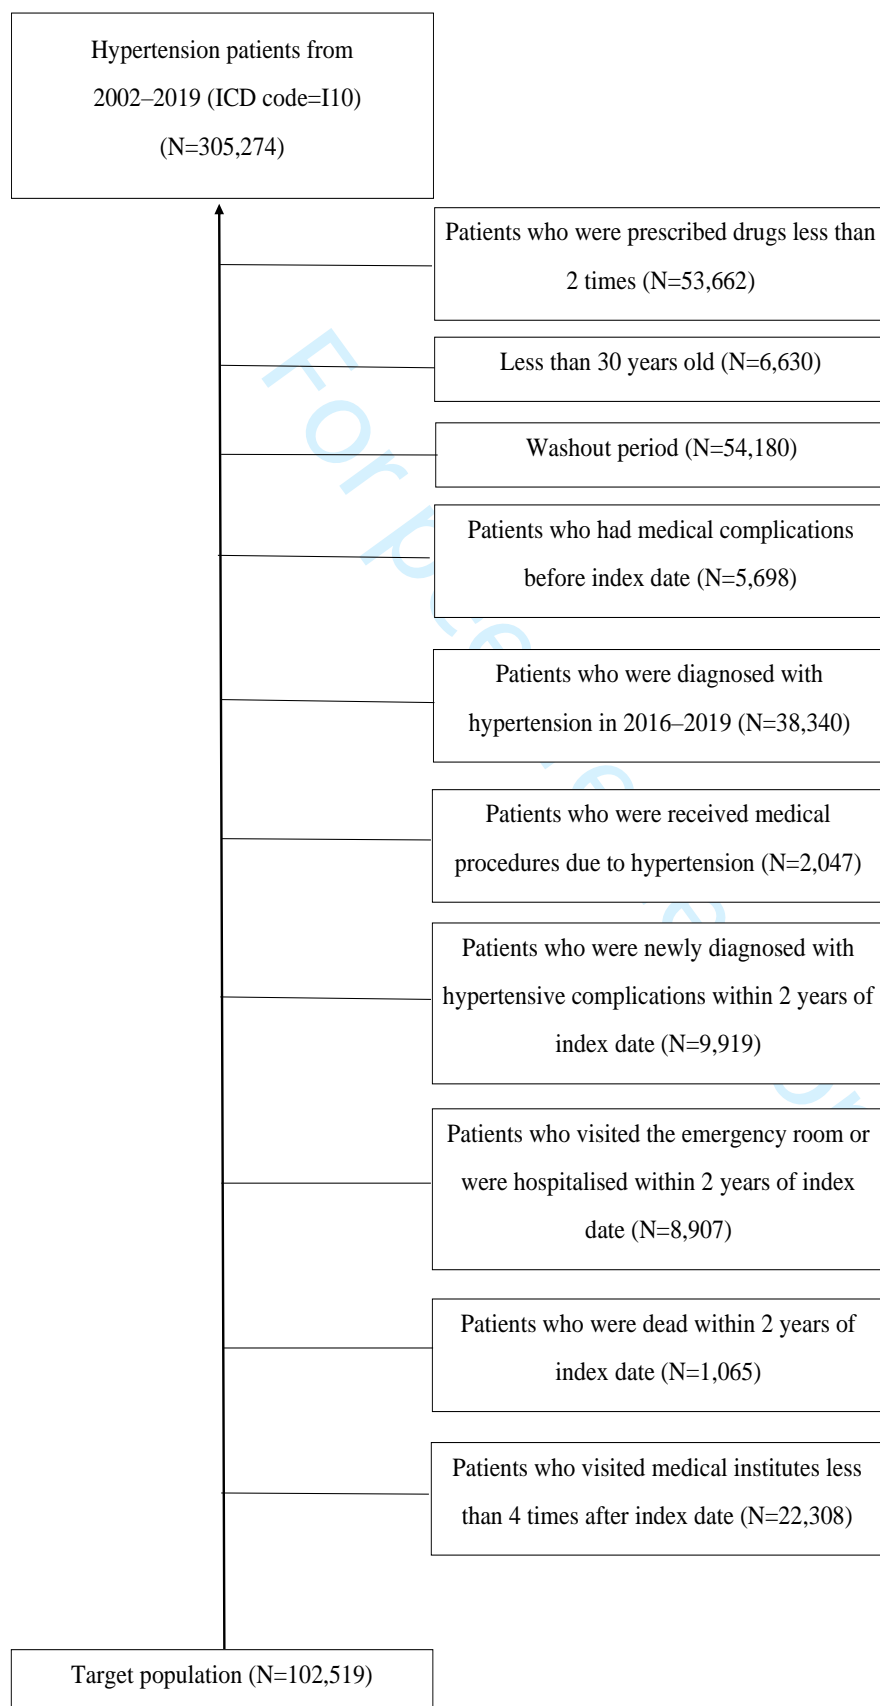 Hypertension patients from
2002–2019 (ICD code=I10)
(N=305,274)
Patients who were prescribed drugs less than
2 times (N=53,662)
Less than 30 years old (N=6,630)
Washout period (N=54,180)
Patients who had medical complications
before index date (N=5,698)
Patients who were diagnosed with
hypertension in 2016–2019 (N=38,340)
Patients who were received medical
procedures due to hypertension (N=2,047)
Patients who were newly diagnosed with
hypertensive complications within 2 years of
index date (N=9,919)
Patients who visited the emergency room or
were hospitalised within 2 years of index
date (N=8,907)
Patients who were dead within 2 years of
index date (N=1,065)
Patients who visited medical institutes less
than 4 times after index date (N=22,308)
Target population (N=102,519)
For